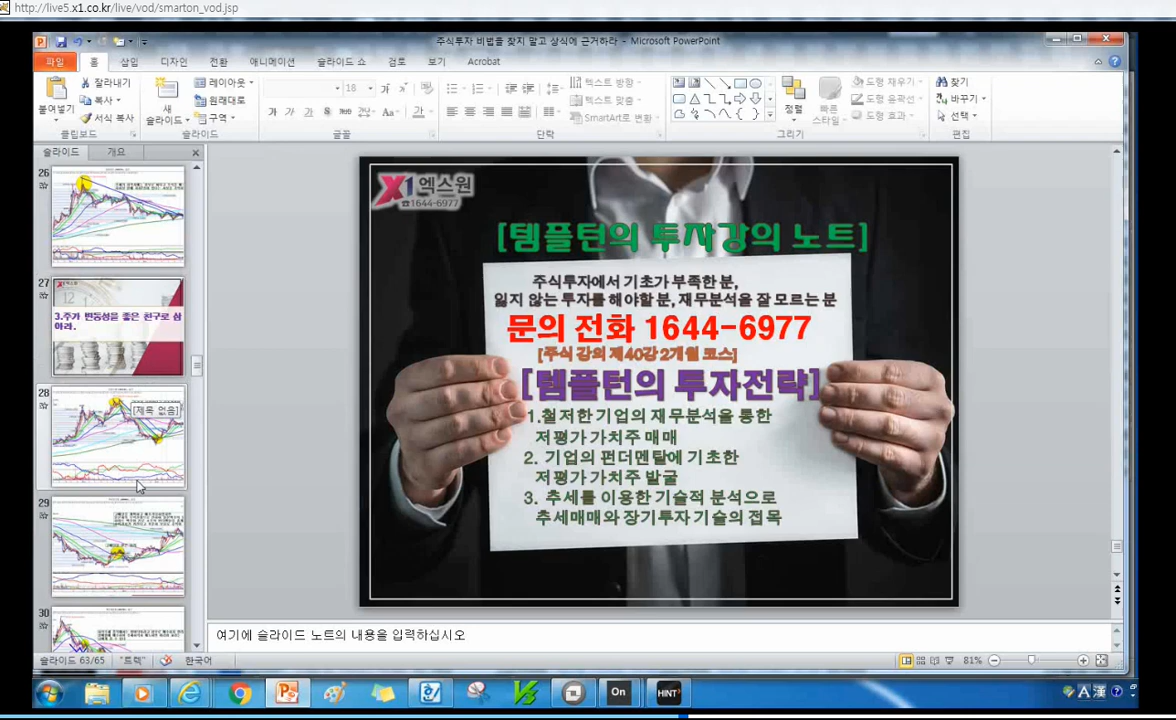 http://live5.x1.co.kr/live/vod/smarton_vod.jsp
주식투자 비법을 찾지 말고 상식에 근거하라 - Microsoft PowerPoint
파일 홈 삽입 디자인 전환 애니메이션 슬라이드 쇼 검토 보기 Acrobat
붙여넣기
잘라내기
복사
서식 복사
클립보드
새 슬라이드
레이아웃
원래대로
구역
슬라이드
18
가 가 가
글꼴
텍스트 방향
텍스트 맞춤
SmartArt로 변환
단락
정렬
빠른 스타일
도형 채우기
도형 윤곽선
도형 효과
그리기
찾기
바꾸기
선택
편집
슬라이드 개요
26
27
3.주가 변동성을 좋은 친구로 삼아라.
28
[제목 없음]
29
30
X1 엑스원
☎1644-6977
[템플턴의 투자강의 노트]
주식투자에서 기초가 부족한 분,
잃지 않는 투자를 해야할 분, 재무분석을 잘 모르는 분
문의 전화 1644-6977
[주식 강의 제40강 2개월 코스]
[템플턴의 투자전략]
1.철저한 기업의 재무분석을 통한
저평가 가치주 매매
2. 기업의 펀더멘탈에 기초한
저평가 가치주 발굴
3. 추세를 이용한 기술적 분석으로
추세매매와 장기투자 기술의 접목
여기에 슬라이드 노트의 내용을 입력하십시오
슬라이드 63/65 "트랙" 한국어 81%
On HINT A 漢